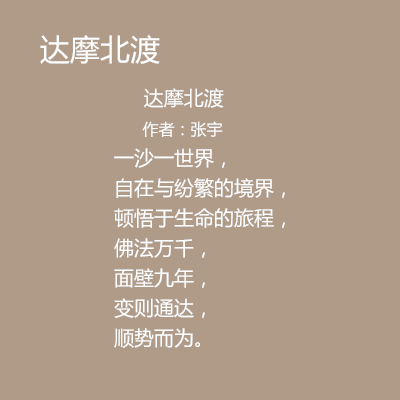 达摩北渡
达摩北渡
作者：张宇
一沙一世界，
自在与纷繁的境界，
顿悟于生命的旅程，
佛法万千，
面壁九年，
变则通达，
顺势而为。